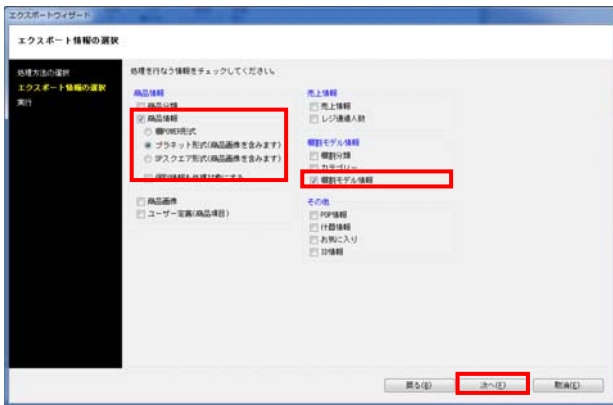 エクスポートウィザード
エクスポート情報の選択
処理方法の選択
エクスポート情報の選択
実行
処理を行なう情報をチェックしてください。
商品情報
商品分類
商品情報
棚POWER形式
プラネット形式(商品画像を含みます)
IPスクエア形式(商品画像を含みます)
商品画像
ユーザー定義(商品項目)
売上情報
売上情報
レジ通過人数
棚割モデル情報
棚割分類
カテゴリー
棚割モデル情報
その他
POP情報
什器情報
お気に入り
ID情報
戻る(B)
次へ(F)
取消(C)